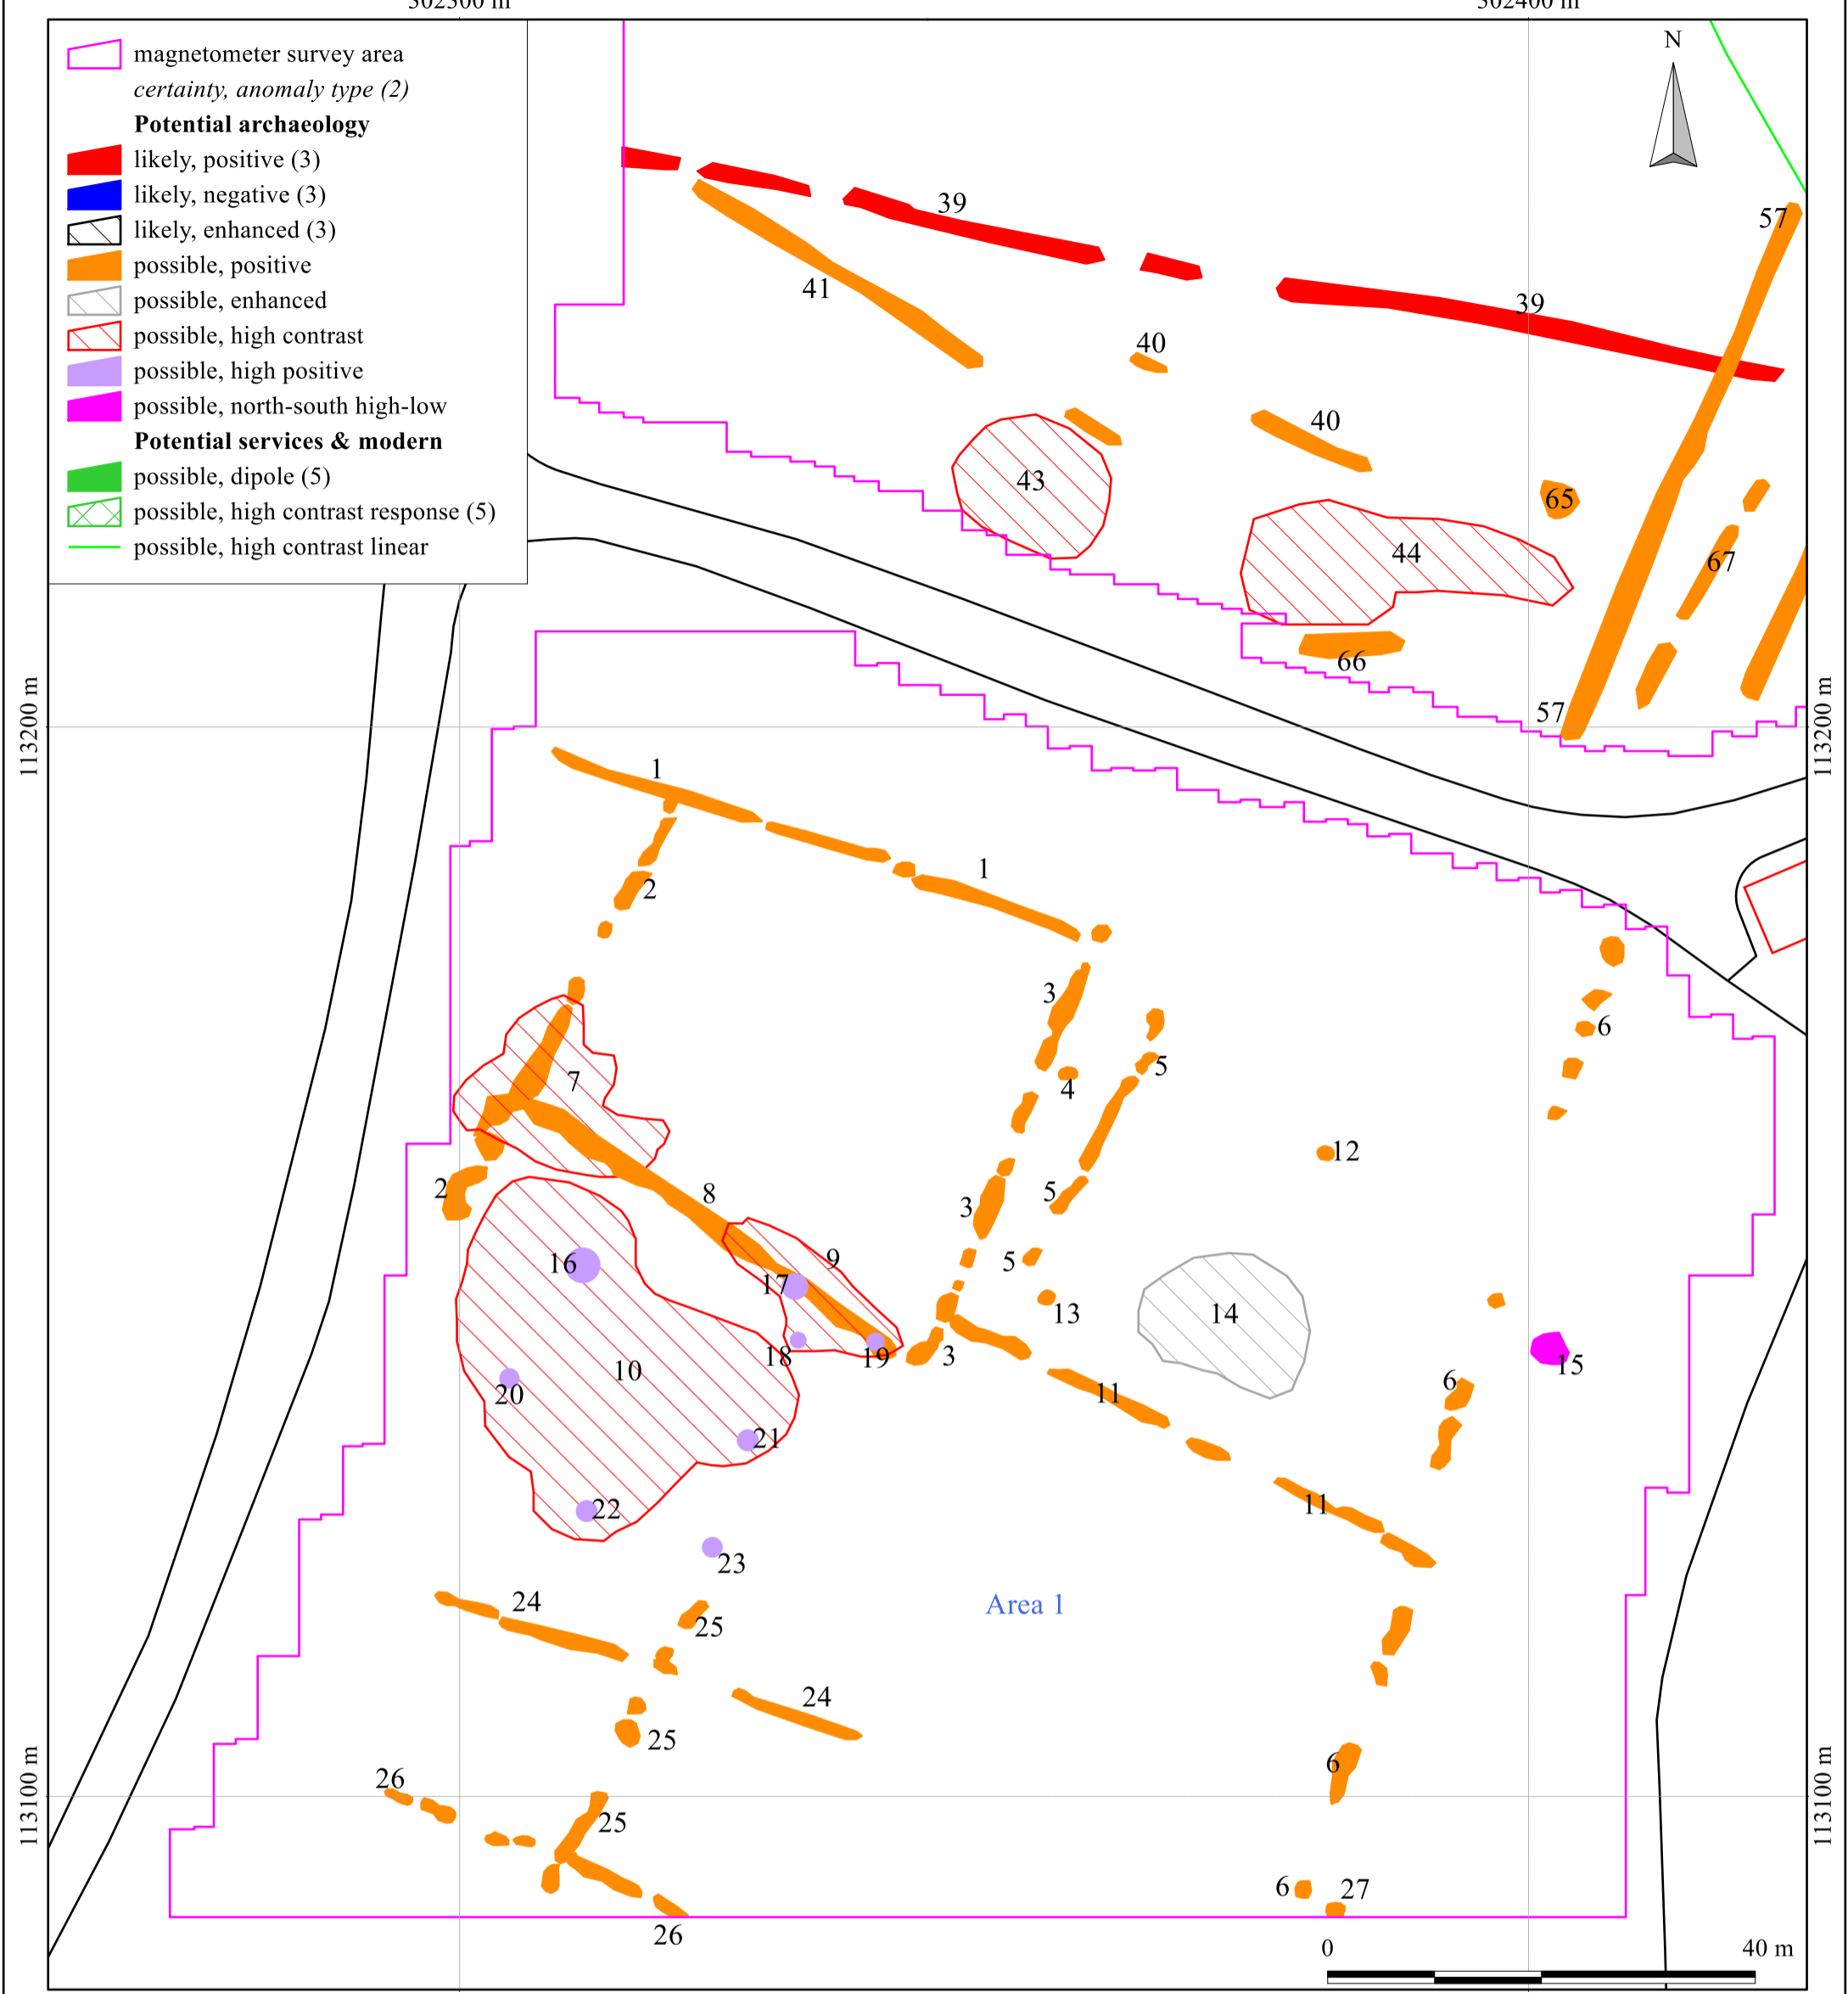 302300 m
302400 m
magnetometer survey area
certainty, anomaly type (2)
Potential archaeology
likely, positive (3)
likely, negative (3)
likely, enhanced (3)
possible, positive
possible, enhanced
possible, high contrast
possible, high positive
possible, north-south high-low
Potential services & modern
possible, dipole (5)
possible, high contrast response (5)
possible, high contrast linear
N
39
57
41
39
40
40
43
65
44
67
66
57
113200 m
113200 m
1
1
2
3
6
5
7
4
12
2
8
5
3
9
5
16
17
13
14
3
18
19
15
10
20
6
11
21
22
11
23
24
Area 1
25
24
25
6
26
25
113100 m
113100 m
6
27
26
0
40 m